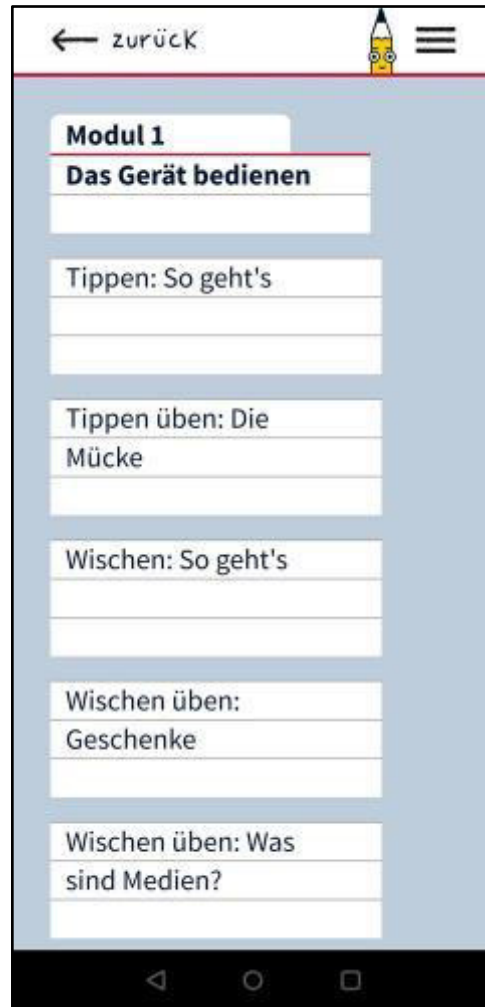 zurück
Modul 1
Das Gerät bedienen
Tippen: So geht's
Tippen üben: Die
Mücke
Wischen: So geht's
Wischen üben:
Geschenke
Wischen üben: Was
sind Medien?